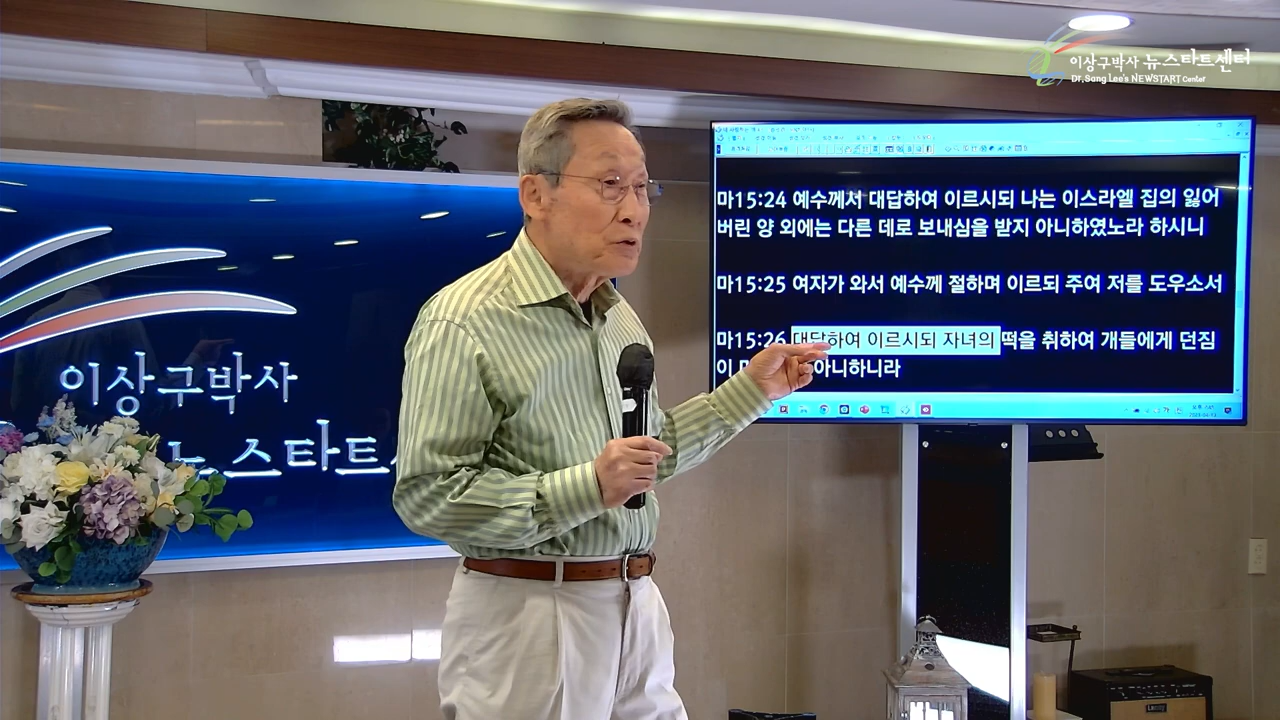 이상구박사 뉴스타트센터
Dr. Sang Lee's NEWSTART Center
마15:24 예수께서 대답하여 이르시되 나는 이스라엘 집의 잃어
버린 양 외에는 다른 데로 보내심을 받지 아니하였노라 하시니
마15:25 여자가 와서 예수께 절하며 이르되 주여 저를 도우소서
마15:26 대답하여 이르시되 자녀의 떡을 취하여 개들에게 던짐
이 아니하니라
이상구박사
뉴스타트